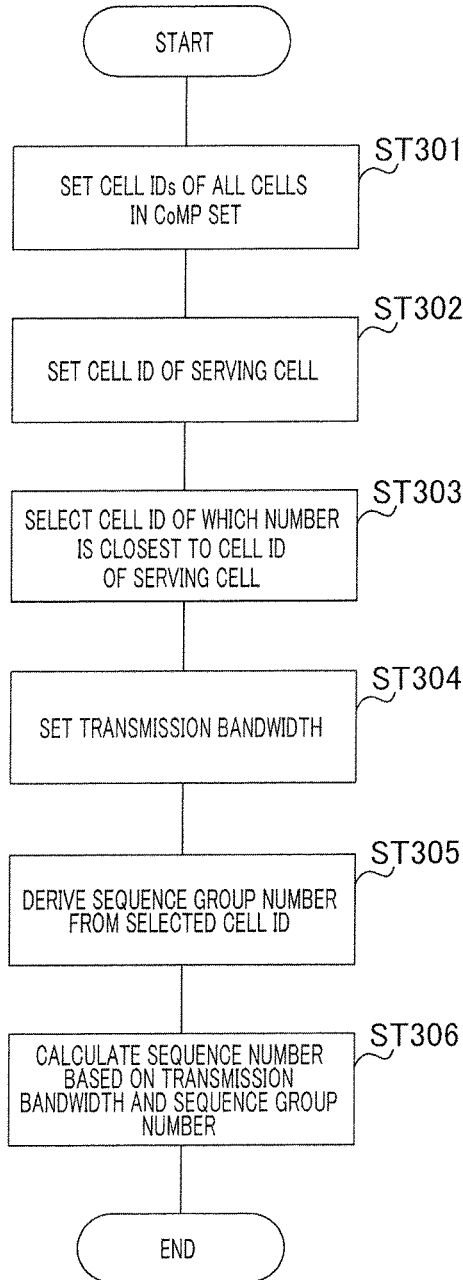 START
ST301
SET CELL IDs OF ALL CELLS
IN CoMP SET
ST302
SET CELL ID OF SERVING CELL
ST303
SELECT CELL ID OF WHICH NUMBER
IS CLOSEST TO CELL ID
OF SERVING CELL
ST304
SET TRANSMISSION BANDWIDTH
ST305
DERIVE SEQUENCE GROUP NUMBER
FROM SELECTED CELL ID
ST306
CALCULATE SEQUENCE NUMBER
BASED ON TRANSMISSION
BANDWIDTH AND SEQUENCE GROUP
NUMBER
END